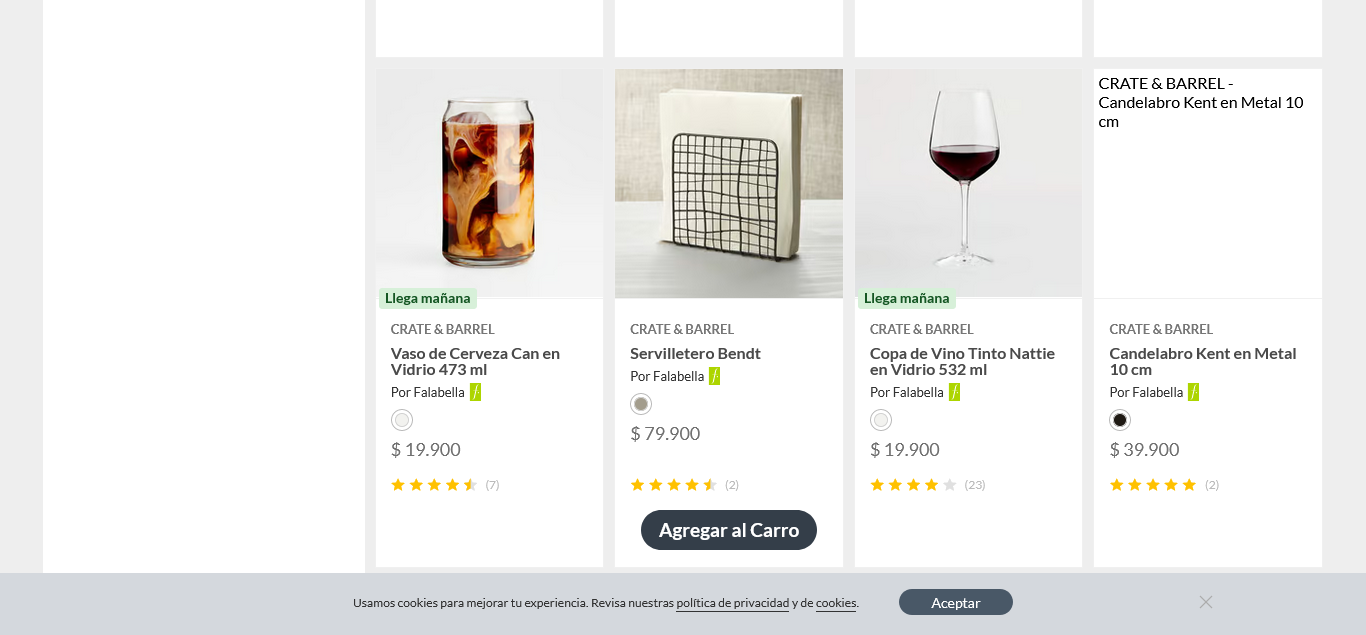 CRATE & BARREL -
Candelabro Kent en Metal 10
cm
Llega mañana
CRATE & BARREL
Vaso de Cerveza Can en
Vidrio 473 ml
Por Falabella
$ 19.900
(7)
CRATE & BARREL
Servilletero Bendt
Por Falabella
$ 79.900
(2)
Agregar al Carro
Llega mañana
CRATE & BARREL
Copa de Vino Tinto Nattie
en Vidrio 532 ml
Por Falabella
$ 19.900
(23)
CRATE & BARREL
Candelabro Kent en Metal
10 cm
Por Falabella
$ 39.900
(2)
Usamos cookies para mejorar tu experiencia. Revisa nuestras política de privacidad y de cookies.
Aceptar